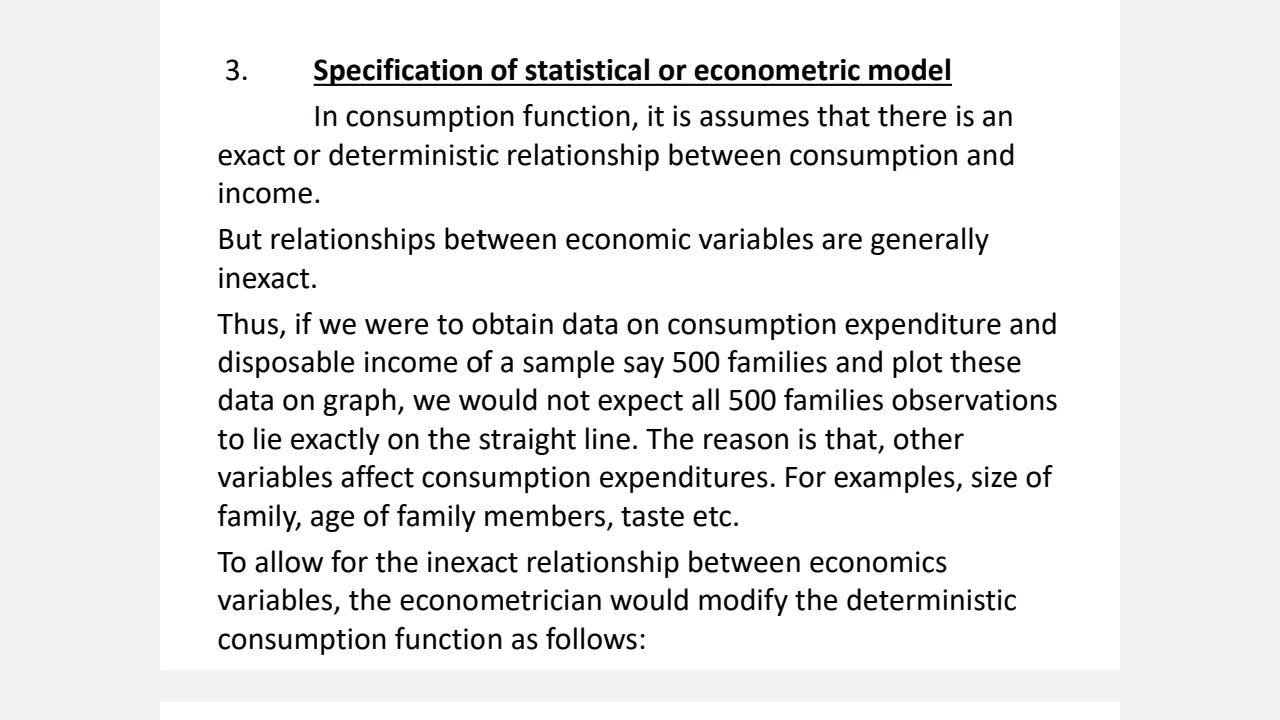 3. Specification of statistical or econometric model
In consumption function, it is assumes that there is an
exact or deterministic relationship between consumption and
income.
But relationships between economic variables are generally
inexact.
Thus, if we were to obtain data on consumption expenditure and
disposable income of a sample say 500 families and plot these
data on graph, we would not expect all 500 families observations
to lie exactly on the straight line. The reason is that, other
variables affect consumption expenditures. For examples, size of
family, age of family members, taste etc.
To allow for the inexact relationship between economics
variables, the econometrician would modify the deterministic
consumption function as follows: